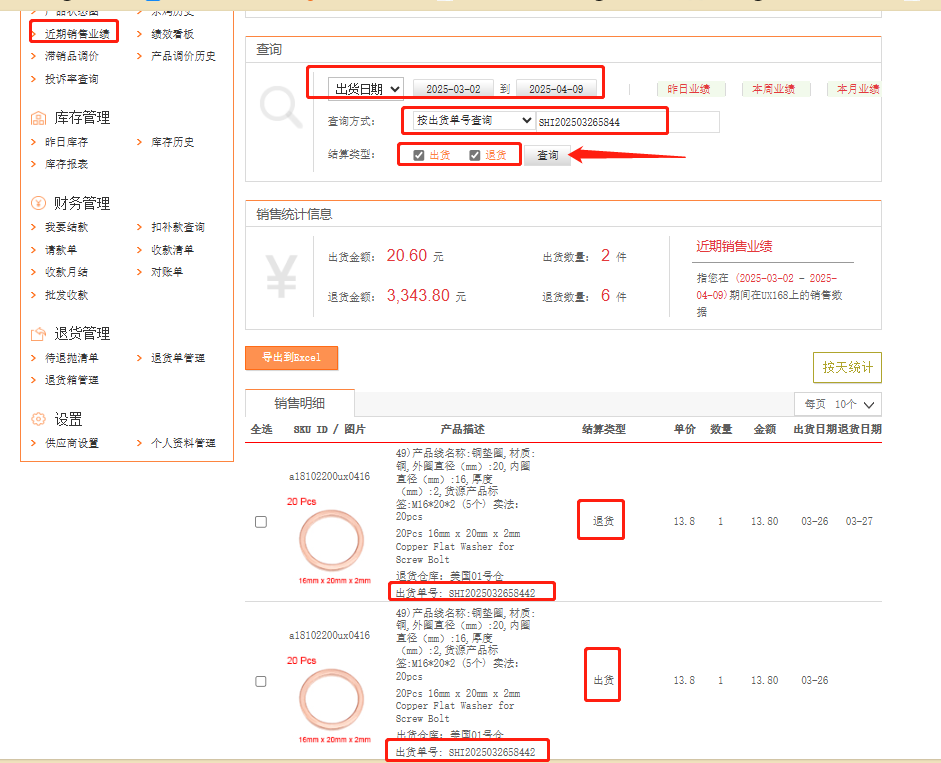 产品状态图
求购历史
近期销售业绩
绩效看板
滞销品调价
产品调价历史
投诉率查询
库存管理
昨日库存
库存历史
库存报表
财务管理
我要结款
扣补款查询
请款单
收款清单
收款月结
对账单
批发收款
退货管理
待退抛清单
退货单管理
退货箱管理
设置
供应商设置
个人资料管理
查询
出货日期
2025-03-02 到 2025-04-09
昨日业绩
本周业绩
本月业绩
查询方式:
按出货单号查询
SHI202503265844
结算类型:
出货
退货
查询
销售统计信息
¥
出货金额: 20.60 元
出货数量: 2 件
退货金额: 3,343.80 元
退货数量: 6 件
近期销售业绩
指您在 (2025-03-02 - 2025-
04-09)期间在UX168上的销售数
据
导出到Excel
按天统计
销售明细
每页 10个
全选 SKU ID / 图片 产品描述 结算类型 单价 数量 金额 出货日期 退货日期
a18102200ux0416
20 Pcs
16mm x 20mm x 2mm
49)产品线名称:铜垫圈,材质:
铜,外圈直径（mm）:20,内圈
直径（mm）:16,厚度
（mm）:2,货源产品标
签:M16*20*2 (5个) 卖法:
20pcs
20Pcs 16mm x 20mm x 2mm
Copper Flat Washer for
Screw Bolt
退货仓库: 美国01号仓
出货单号: SHI2025032658442
退货
13.8 1 13.80 03-26 03-27
a18102200ux0416
20 Pcs
16mm x 20mm x 2mm
49)产品线名称:铜垫圈,材质:
铜,外圈直径（mm）:20,内圈
直径（mm）:16,厚度
（mm）:2,货源产品标
签:M16*20*2 (5个) 卖法:
20pcs
20Pcs 16mm x 20mm x 2mm
Copper Flat Washer for
Screw Bolt
出货仓库: 美国01号仓
出货单号: SHI2025032658442
出货
13.8 1 13.80 03-26